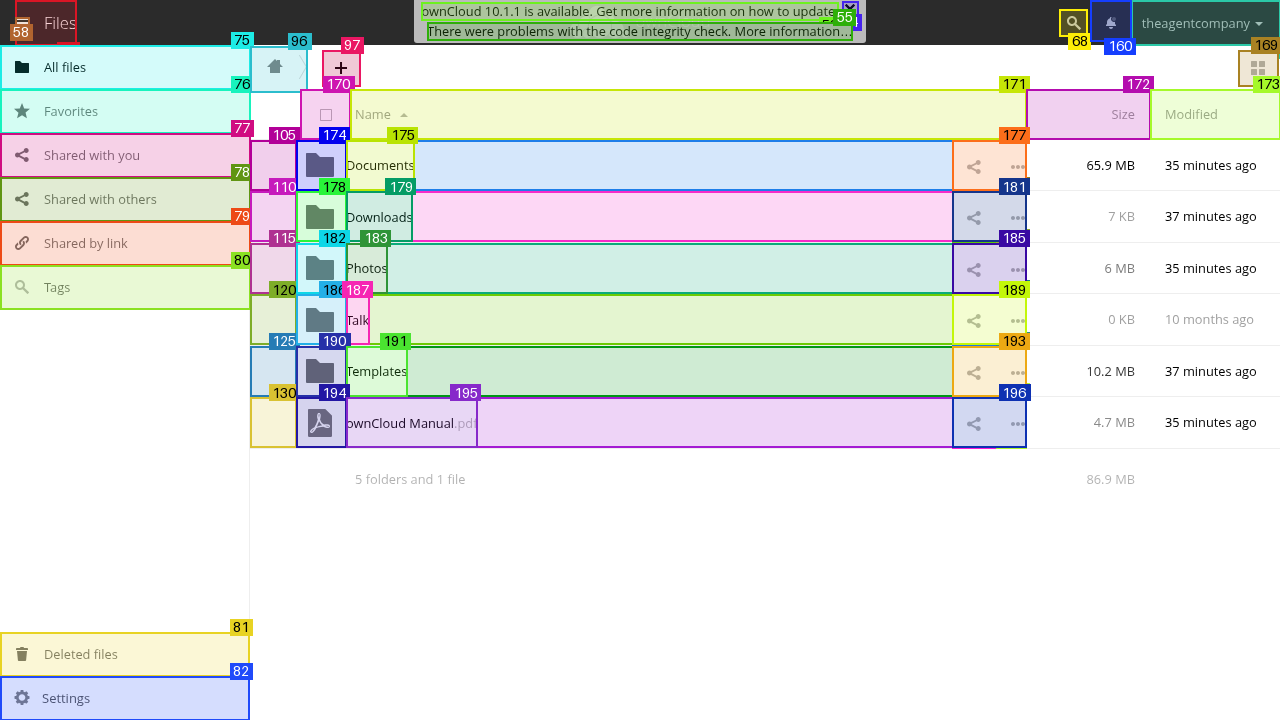 ownCloud 10.1.1 is available. Get more information on how to update
There were problems with the code integrity check. More information…
Files
theagentcompany
58
55
68
160
75
96
97
169
All files
76
170
171
172
173
Favorites
Name
Size
Modified
77
105
174
175
177
Shared with you
Documents
65.9 MB
35 minutes ago
78
110
178
179
181
Shared with others
Downloads
7 KB
37 minutes ago
79
115
182
183
185
Shared by link
Photos
6 MB
35 minutes ago
80
120
187
189
Tags
Talk
0 KB
10 months ago
125
190
191
193
Templates
10.2 MB
37 minutes ago
130
194
195
196
ownCloud Manual.pdf
4.7 MB
35 minutes ago
5 folders and 1 file
86.9 MB
81
Deleted files
82
Settings